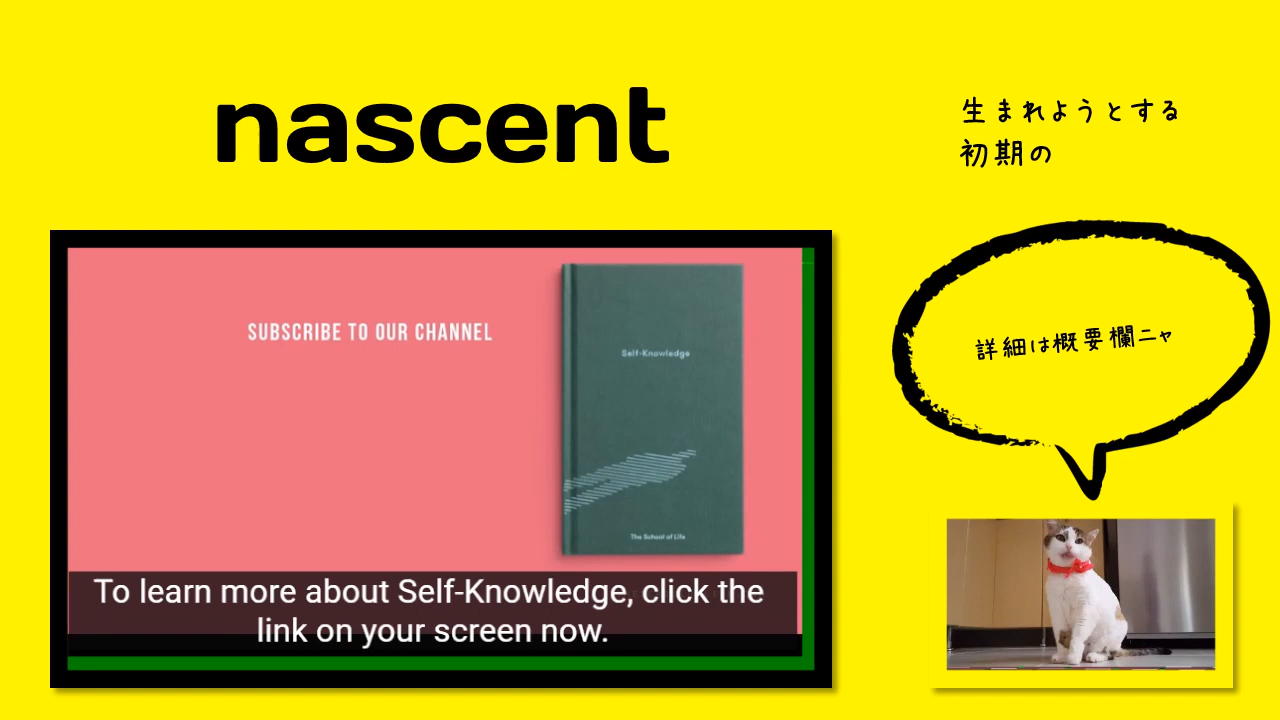 nascent
生まれようとする
初期の
SUBSCRIBE TO OUR CHANNEL
Self-Knowledge
The School of Life
To learn more about Self-Knowledge, click the
link on your screen now.
詳細は概要欄ニャ